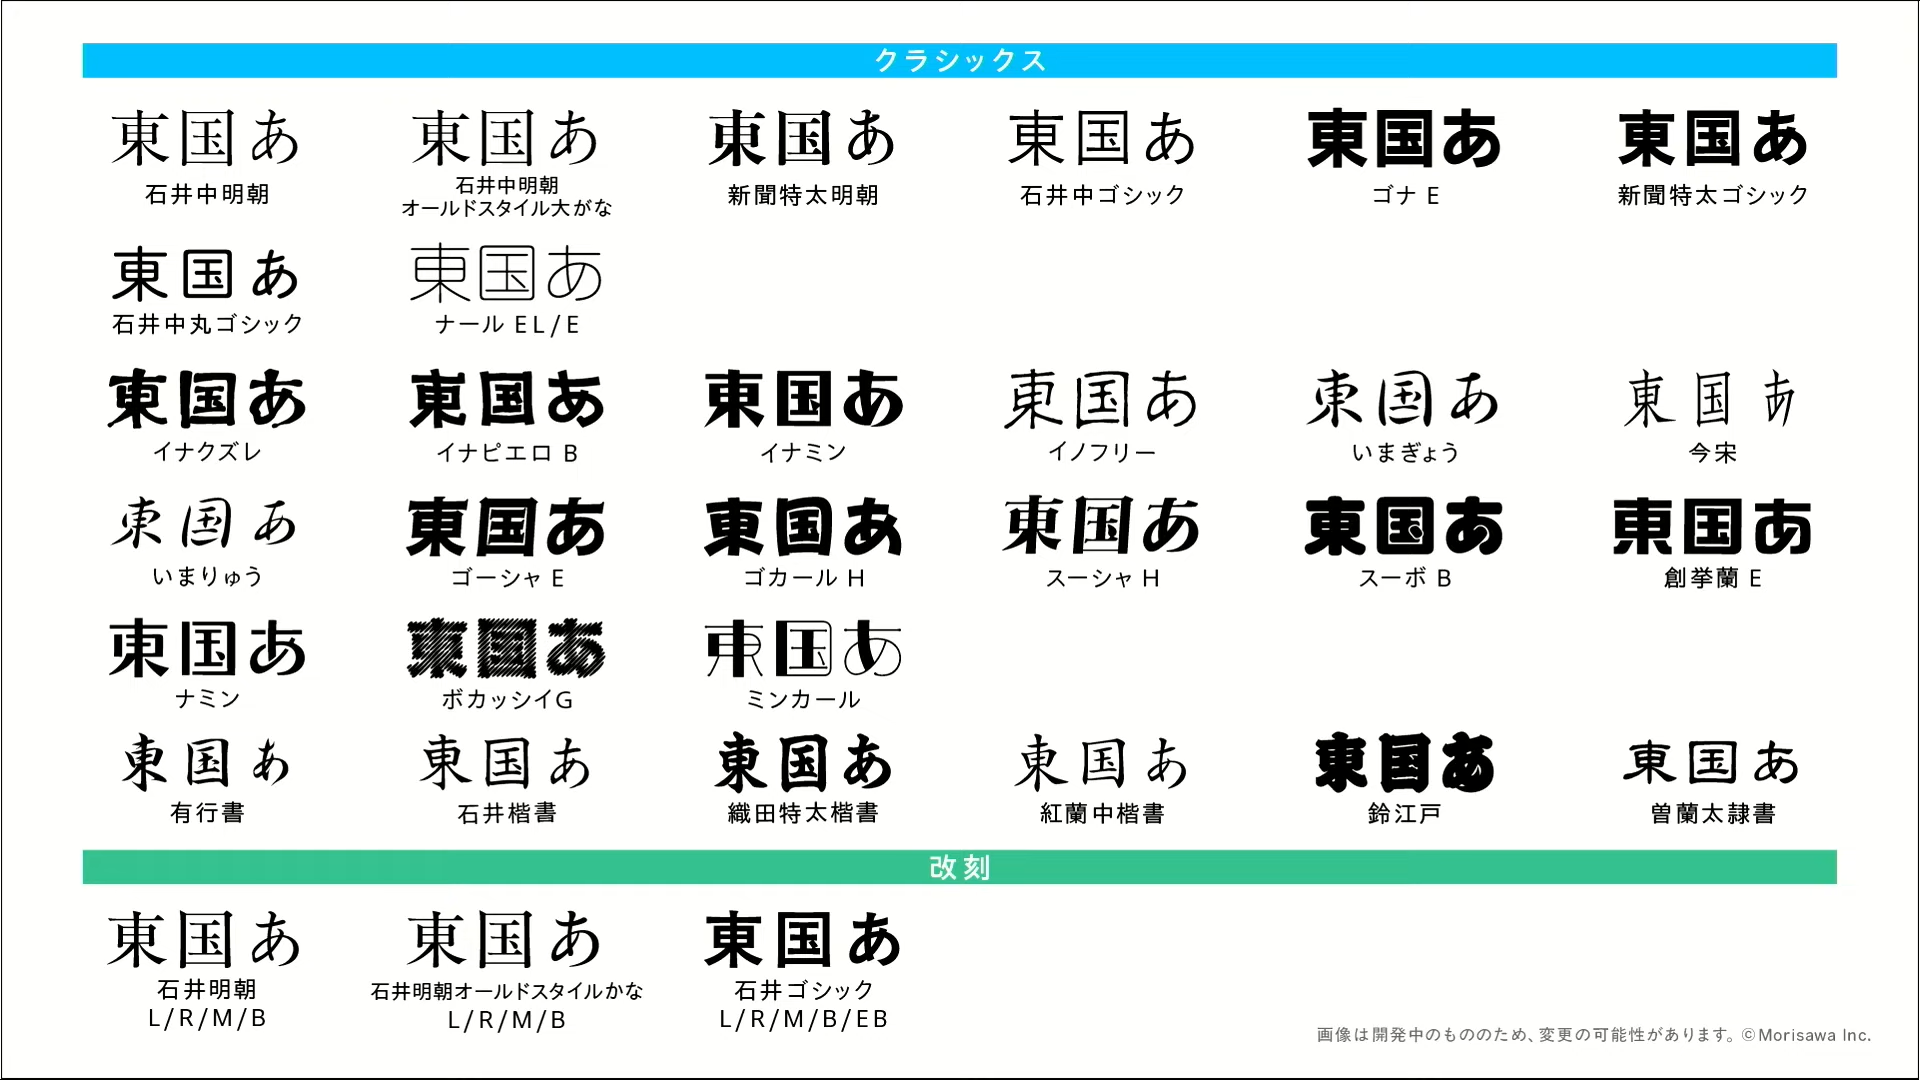 クラシックス
東国あ 東国あ 東国あ 東国あ 東国あ 東国あ
石井中明朝 石井中明朝 新聞特太明朝 石井中ゴシック ゴナ E 新聞特太ゴシック
オールドスタイル大がな
東国あ 東国あ
石井中丸ゴシック ナール EL/E
東国あ 東国あ 東国あ 東国あ 東国あ 東国あ
イナクズレ イナピエロ B イナミン イノフリー いまぎょう 今宋
東国あ 東国あ 東国あ 東国あ 東国あ 東国あ
いまりゅう ゴーシャ E ゴカール H スーシャ H スーボ B 創挙蘭 E
東国あ 東国あ 東国あ
ナミン ボカッシイG ミンカール
東国あ 東国あ 東国あ 東国あ 東国あ 東国あ
有行書 石井楷書 織田特太楷書 紅蘭中楷書 鈴江戸 曽蘭太隷書
改刻
東国あ 東国あ 東国あ
石井明朝 石井明朝オールドスタイルかな 石井ゴシック
L/R/M/B L/R/M/B L/R/M/B/EB
画像は開発中のもののため、変更の可能性があります。©Morisawa Inc.